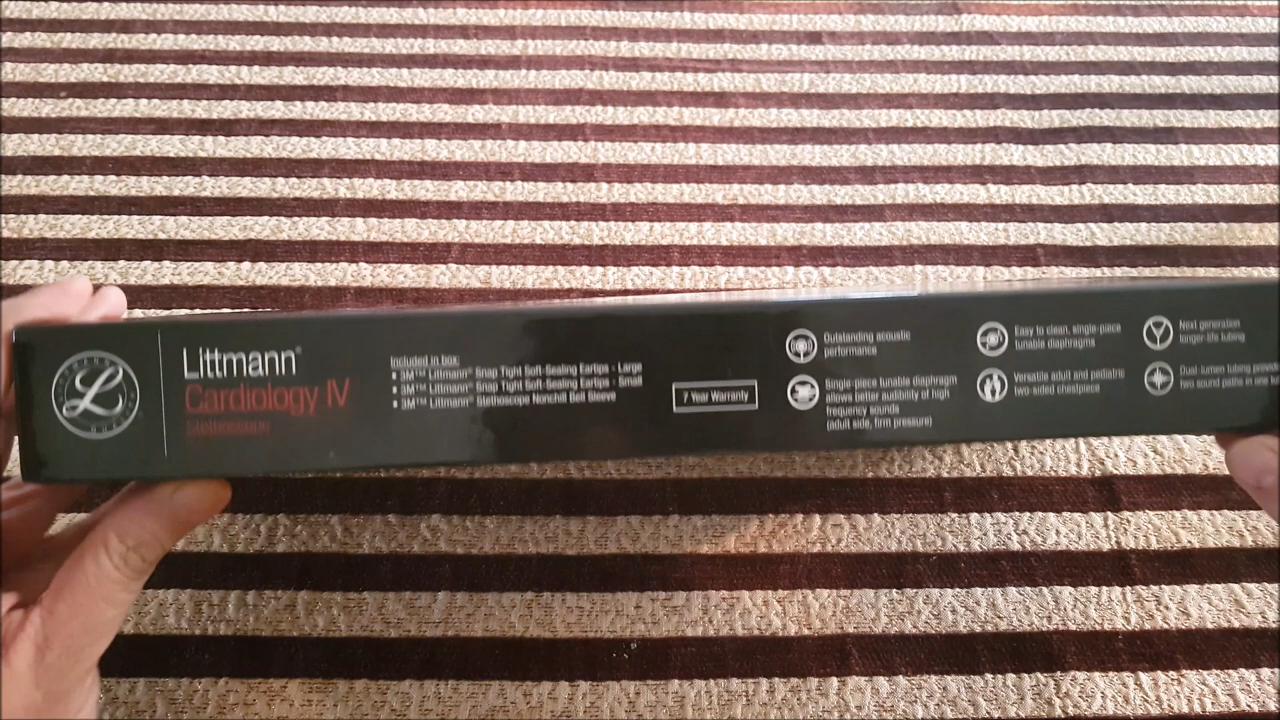 Littmann®
Cardiology IV
Stethoscope
Included in box:
• 3M™ Littmann® Snap Tight Soft-Sealing Eartips - Large
• 3M™ Littmann® Snap Tight Soft-Sealing Eartips - Small
• 3M™ Littmann® Stethoscope Nonchill Bell Sleeve
7 Year Warranty
Outstanding acoustic
performance
Single-piece tunable diaphragm
allows better audibility of high
frequency sounds
(adult side, firm pressure)
Easy to clean, single-piece
tunable diaphragms
Versatile adult and pediatric
two-sided chestpiece
Next generation
longer-life tubing
Dual-lumen tubing
two sound paths in one